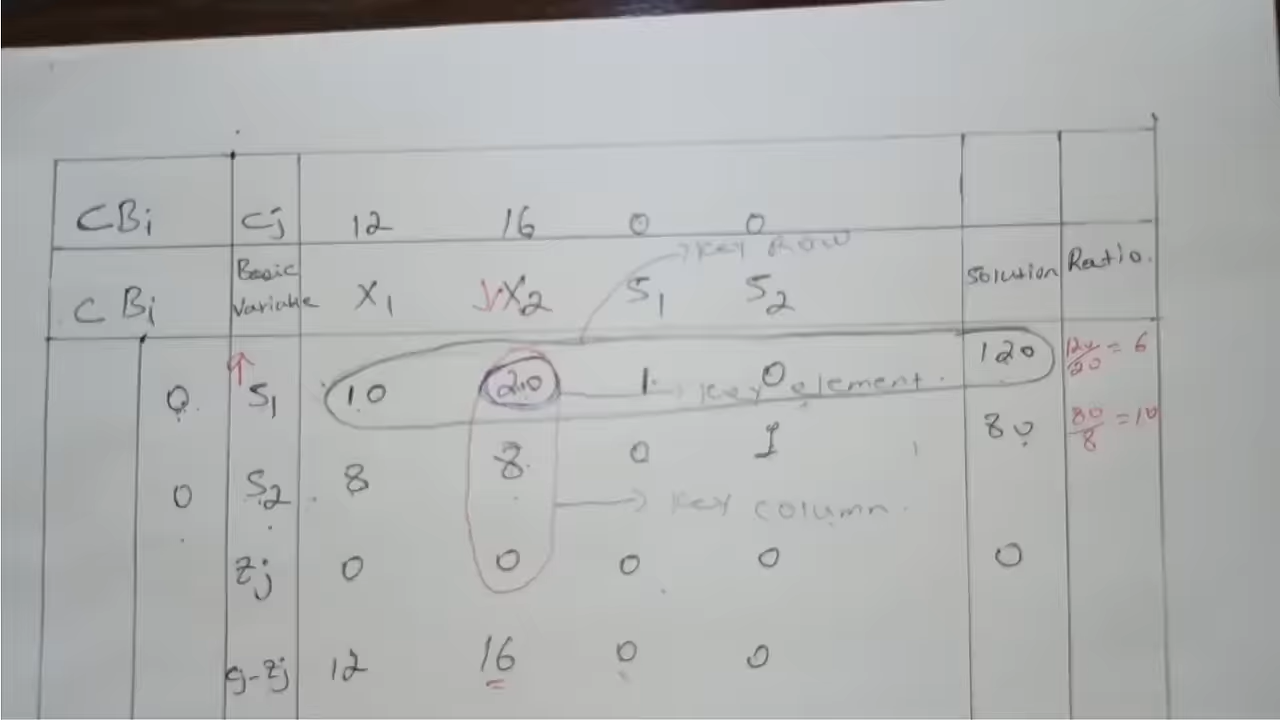 CBi Cj 12 16 0 0
→ Key Row
CBi Basic Variable X1 X2 S1 S2 Solution Ratio.
0 S1 10 20 1 0 120 120/20 = 6
→ Key element.
0 S2 8 8 0 1 80 80/8 = 10
→ Key column.
Zj 0 0 0 0 0
Cj-Zj 12 16 0 0